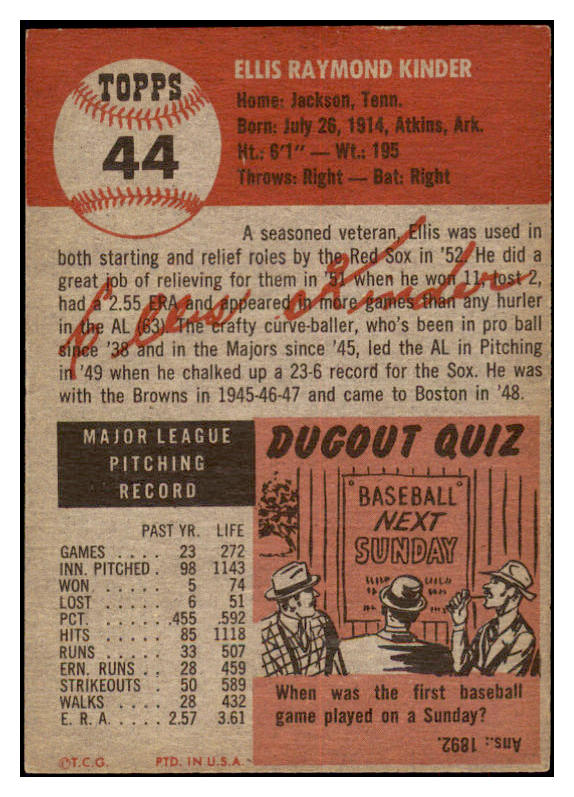 TOPPS
44
ELLIS RAYMOND KINDER
Home: Jackson, Tenn.
Born: July 26, 1914, Atkins, Ark.
Ht.: 6'1" — Wt.: 195
Throws: Right — Bat: Right
A seasoned veteran, Ellis was used in
both starting and relief roles by the Red Sox in '52. He did a
great job of relieving for them in '51 when he won 11, lost 2,
had a 2.55 ERA and appeared in more games than any hurler
in the AL (63). The crafty curve-baller, who's been in pro ball
since '38 and in the Majors since '45, led the AL in Pitching
in '49 when he chalked up a 23-6 record for the Sox. He was
with the Browns in 1945-46-47 and came to Boston in '48.
Ellis Kinder
MAJOR LEAGUE
PITCHING
RECORD
PAST YR. LIFE
GAMES . . . . 23 272
INN. PITCHED . 98 1143
WON . . . . . 5 74
LOST . . . . . 6 51
PCT. . . . . . .455 .592
HITS . . . . . 85 1118
RUNS . . . . . 33 507
ERN. RUNS . . 28 459
STRIKEOUTS . . 50 589
WALKS . . . . 28 432
E. R. A. . . . . 2.57 3.61
©T.C.G. PTD. IN U.S.A.
DUGOUT QUIZ
BASEBALL
NEXT
SUNDAY
When was the first baseball
game played on a Sunday?
Ans.: 1892.